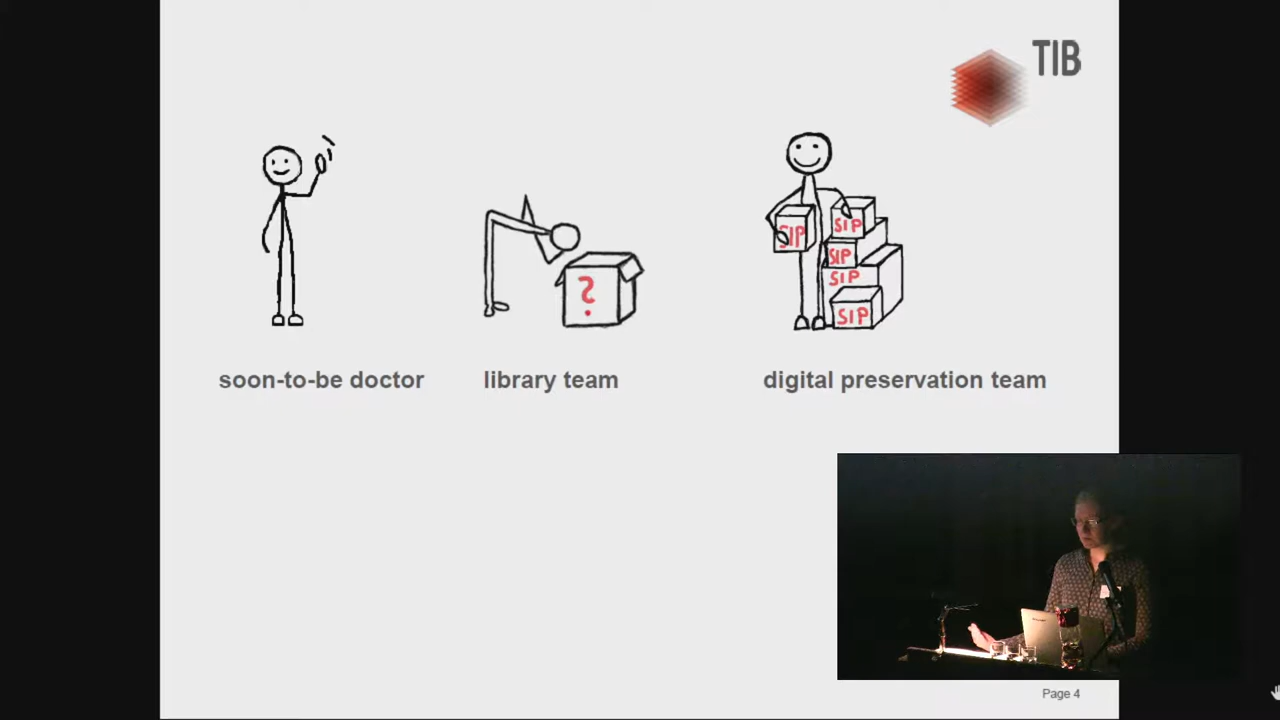 TIB
?
SIP
SIP
SIP
SIP
SIP
soon-to-be doctor
library team
digital preservation team
Page 4